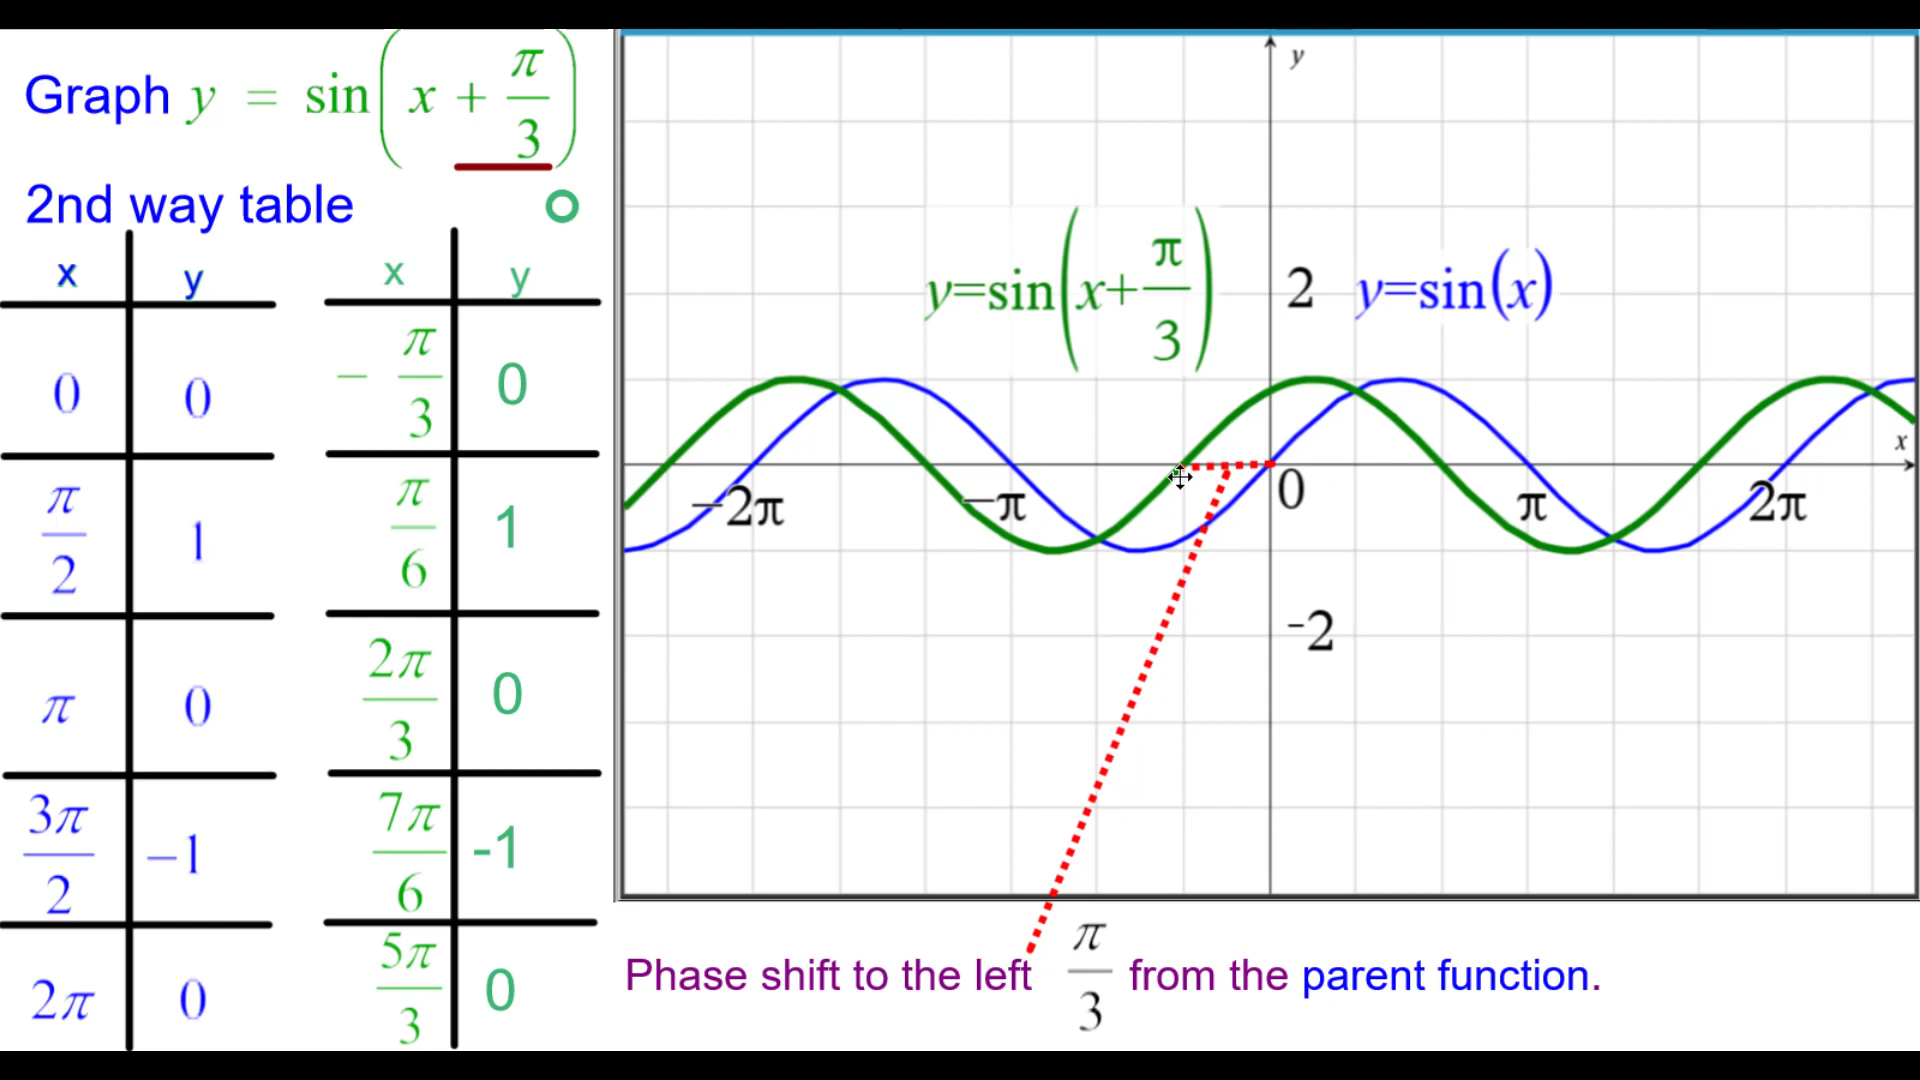 Graph y = sin(x + π/3)
2nd way table
x y
0 0
π/2 1
π 0
3π/2 −1
2π 0
x y
− π/3 0
π/6 1
2π/3 0
7π/6 -1
5π/3 0
y
y=sin(x+π/3) 2 y=sin(x)
x
−2π −π 0 π 2π
-2
Phase shift to the left π/3 from the parent function.